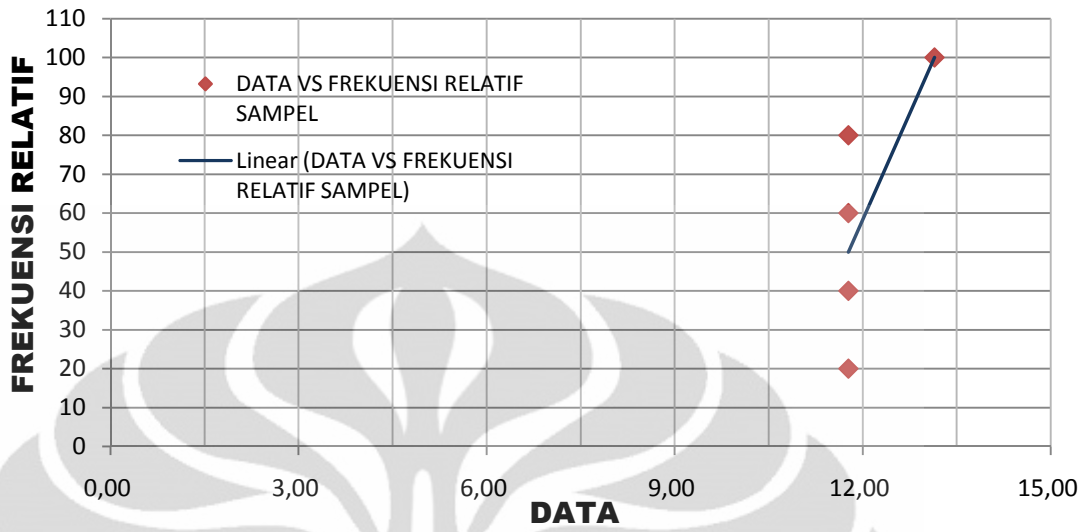 110
100
90
80
70
60
50
40
30
20
10
0
FREKUENSI RELATIF
DATA VS FREKUENSI RELATIF
SAMPEL
Linear (DATA VS FREKUENSI
RELATIF SAMPEL)
0,00 3,00 6,00 9,00 12,00 15,00
DATA